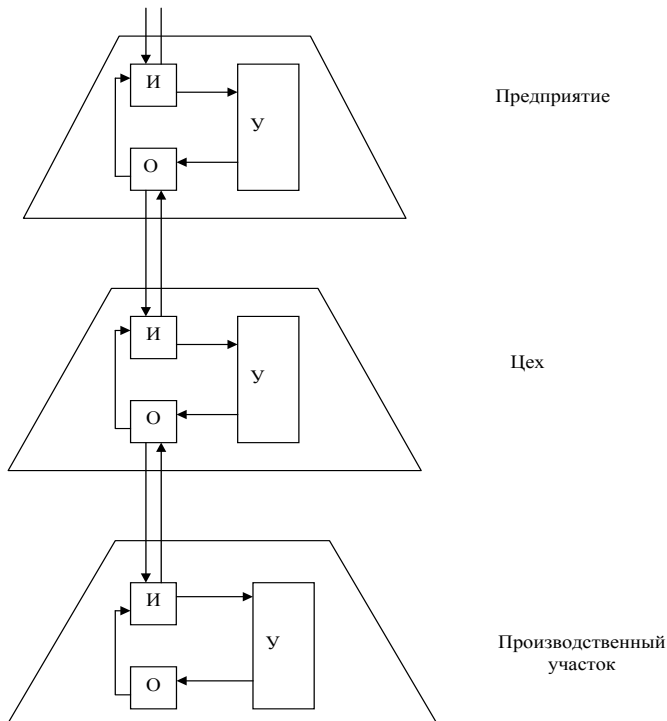 И
У
О
Предприятие
И
У
О
Цех
И
У
О
Производственный
участок